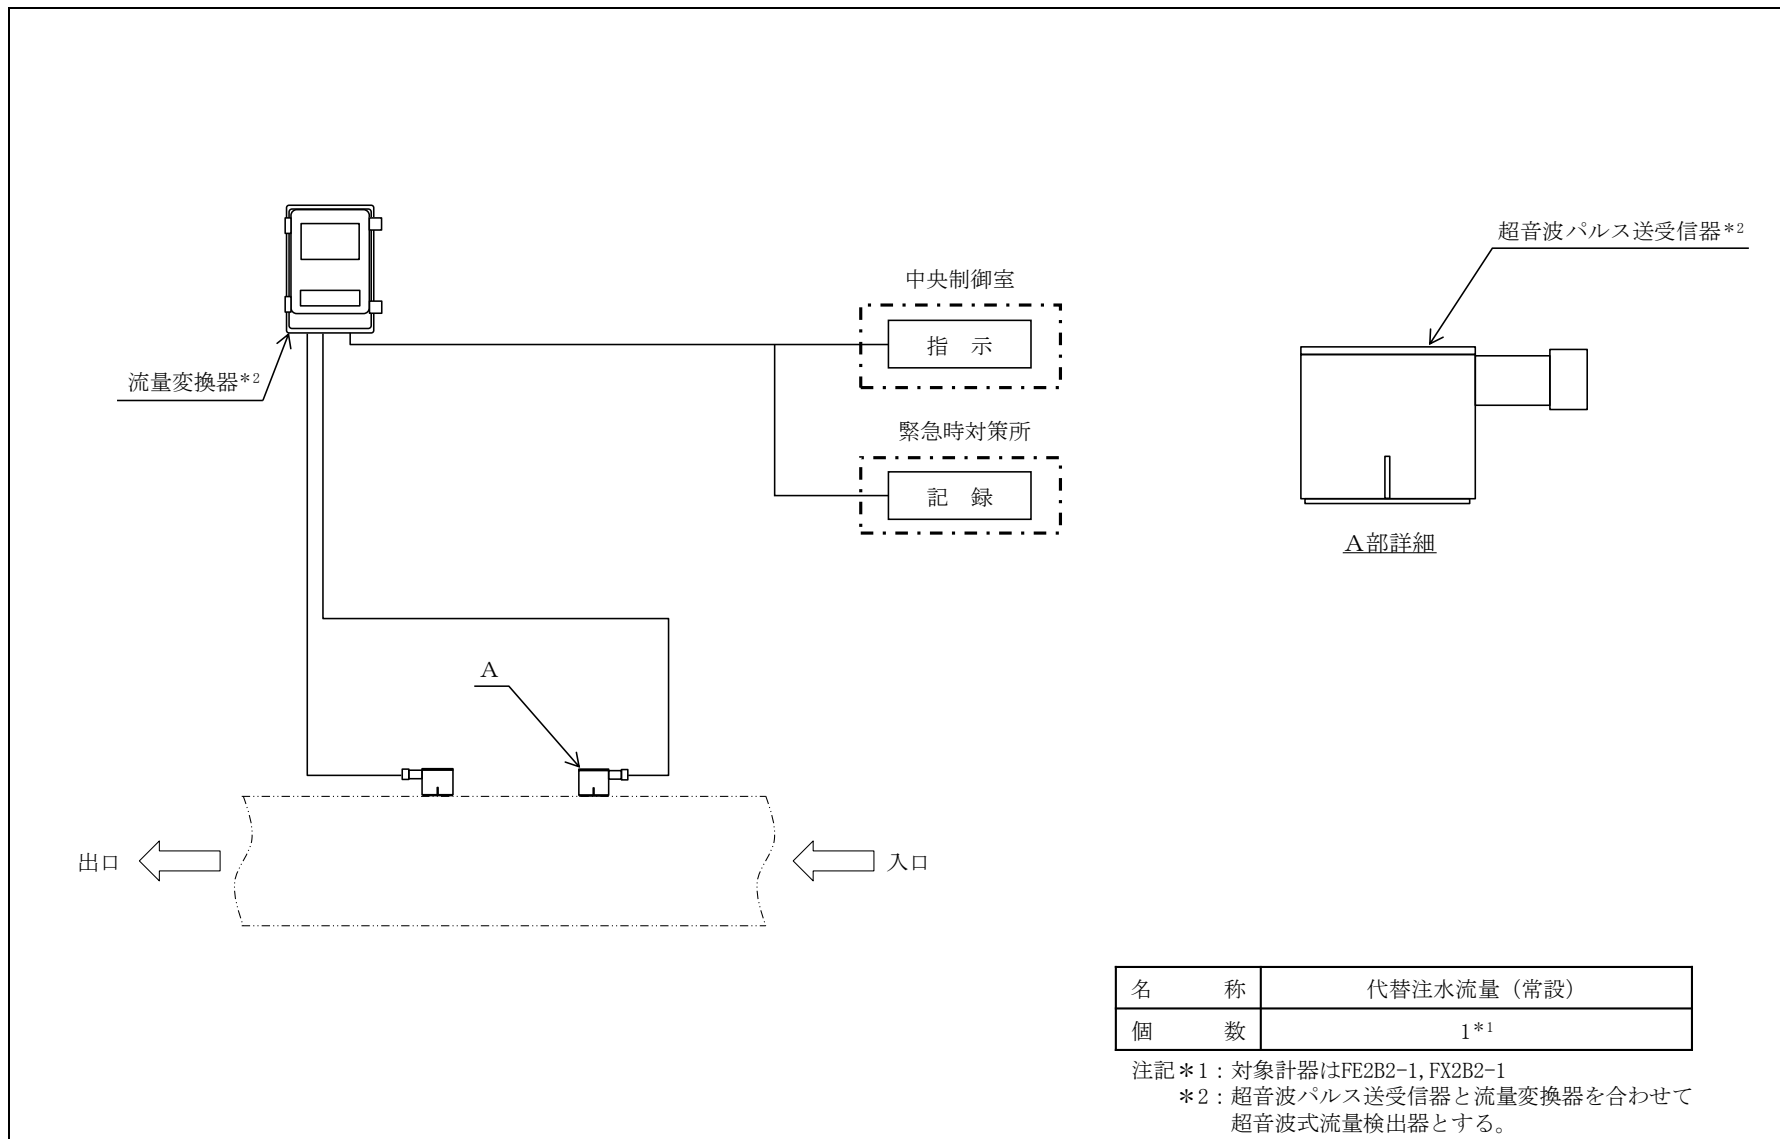 超音波パルス送受信器*2
中央制御室
指 示
流量変換器*2
緊急時対策所
記 録
A部詳細
A
出口
入口
名 称 代替注水流量（常設）
個 数 1*1
注記*1：対象計器はFE2B2-1,FX2B2-1
*2：超音波パルス送受信器と流量変換器を合わせて
超音波式流量検出器とする。